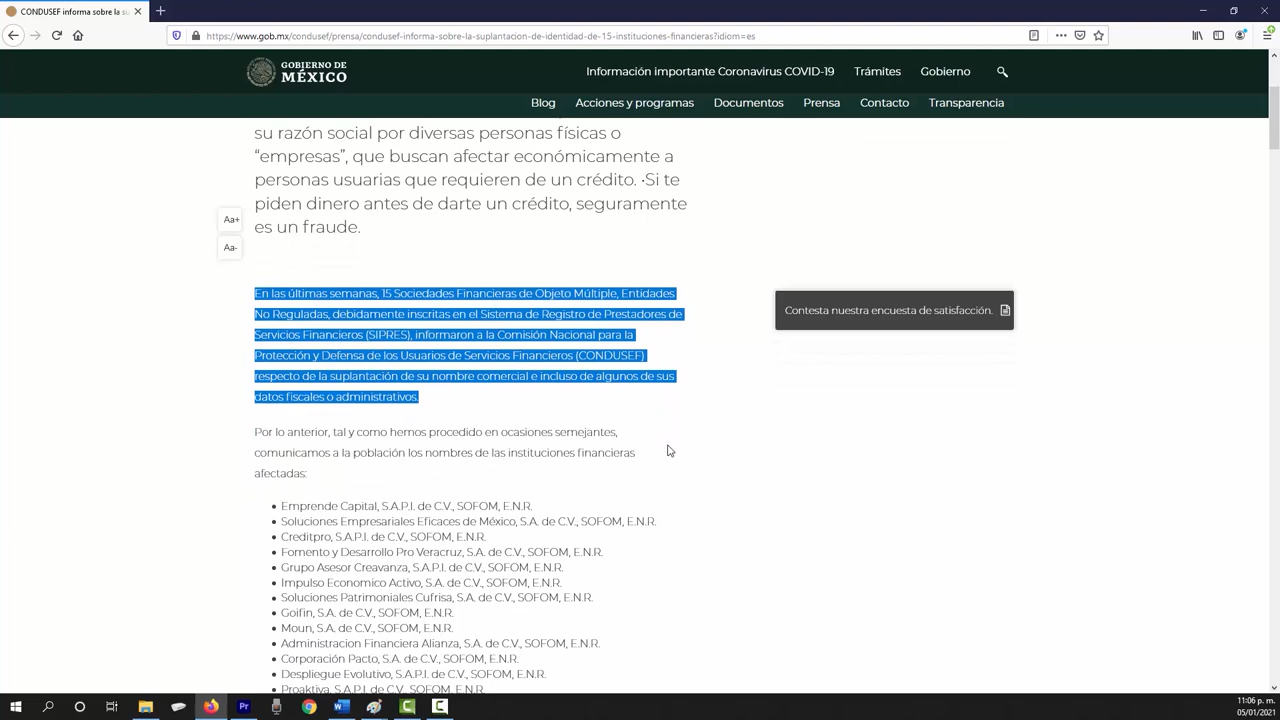 CONDUSEF informa sobre la su
https://www.gob.mx/condusef/prensa/condusef-informa-sobre-la-suplantacion-de-identidad-de-15-instituciones-financieras?idiom=es
GOBIERNO DE
MÉXICO
Información importante Coronavirus COVID-19
Trámites
Gobierno
Blog
Acciones y programas
Documentos
Prensa
Contacto
Transparencia
su razón social por diversas personas físicas o
“empresas”, que buscan afectar económicamente a
personas usuarias que requieren de un crédito. ·Si te
piden dinero antes de darte un crédito, seguramente
es un fraude.
Aa+
Aa-
En las últimas semanas, 15 Sociedades Financieras de Objeto Múltiple, Entidades
No Reguladas, debidamente inscritas en el Sistema de Registro de Prestadores de
Servicios Financieros (SIPRES), informaron a la Comisión Nacional para la
Protección y Defensa de los Usuarios de Servicios Financieros (CONDUSEF)
respecto de la suplantación de su nombre comercial e incluso de algunos de sus
datos fiscales o administrativos.
Contesta nuestra encuesta de satisfacción.
Por lo anterior, tal y como hemos procedido en ocasiones semejantes,
comunicamos a la población los nombres de las instituciones financieras
afectadas:
• Emprende Capital, S.A.P.I. de C.V., SOFOM, E.N.R.
• Soluciones Empresariales Eficaces de México, S.A. de C.V., SOFOM, E.N.R.
• Creditpro, S.A.P.I. de C.V., SOFOM, E.N.R.
• Fomento y Desarrollo Pro Veracruz, S.A. de C.V., SOFOM, E.N.R.
• Grupo Asesor Creavanza, S.A.P.I. de C.V., SOFOM, E.N.R.
• Impulso Economico Activo, S.A. de C.V., SOFOM, E.N.R.
• Soluciones Patrimoniales Cufrisa, S.A. de C.V., SOFOM, E.N.R.
• Goifin, S.A. de C.V., SOFOM, E.N.R.
• Moun, S.A. de C.V., SOFOM, E.N.R.
• Administracion Financiera Alianza, S.A. de C.V., SOFOM, E.N.R.
• Corporación Pacto, S.A. de C.V., SOFOM, E.N.R.
• Despliegue Evolutivo, S.A.P.I. de C.V., SOFOM, E.N.R.
• Proaktiva, S.A.P.I. de C.V., SOFOM, E.N.R.
11:06 p. m.
05/01/2021